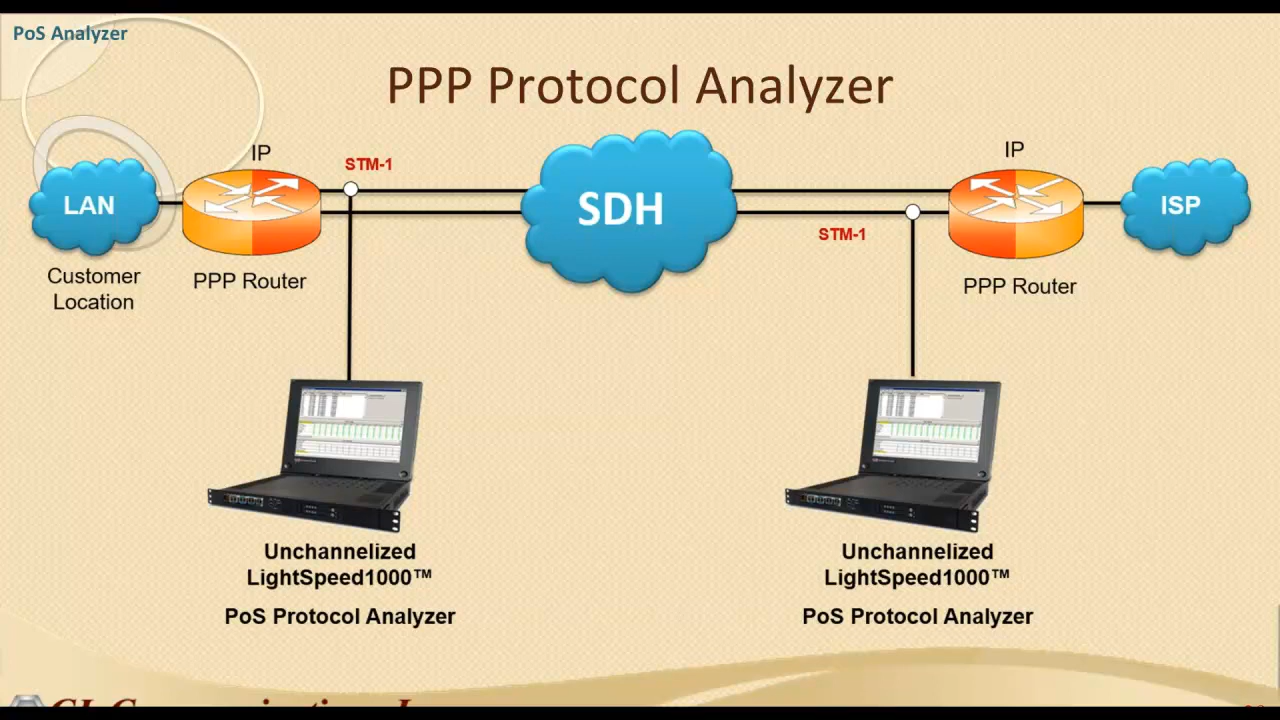 PoS Analyzer
PPP Protocol Analyzer
IP
STM-1
IP
LAN
SDH
ISP
STM-1
Customer
Location
PPP Router
PPP Router
Unchannelized
LightSpeed1000™
PoS Protocol Analyzer
Unchannelized
LightSpeed1000™
PoS Protocol Analyzer